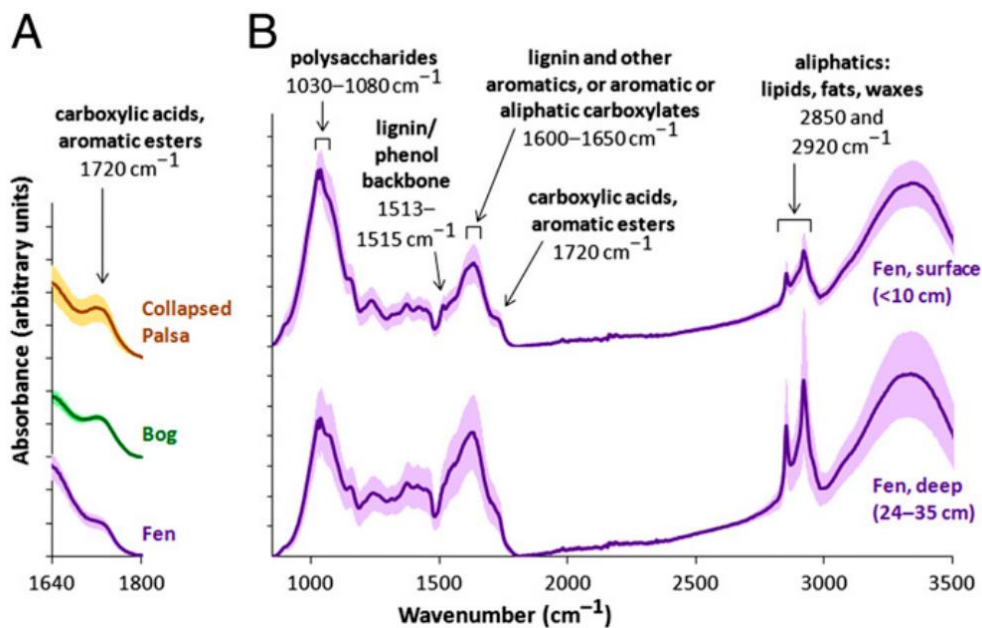 A
B
polysaccharides
1030–1080 cm⁻¹
lignin and other
aromatics, or aromatic or
aliphatic carboxylates
1600–1650 cm⁻¹
aliphatics:
lipids, fats, waxes
2850 and
2920 cm⁻¹
carboxylic acids,
aromatic esters
1720 cm⁻¹
lignin/
phenol
backbone
1513–
1515 cm⁻¹
carboxylic acids,
aromatic esters
1720 cm⁻¹
Absorbance (arbitrary units)
Collapsed
Palsa
Bog
Fen
Fen, surface
(<10 cm)
Fen, deep
(24–35 cm)
1640 1800
1000 1500 2000 2500 3000 3500
Wavenumber (cm⁻¹)